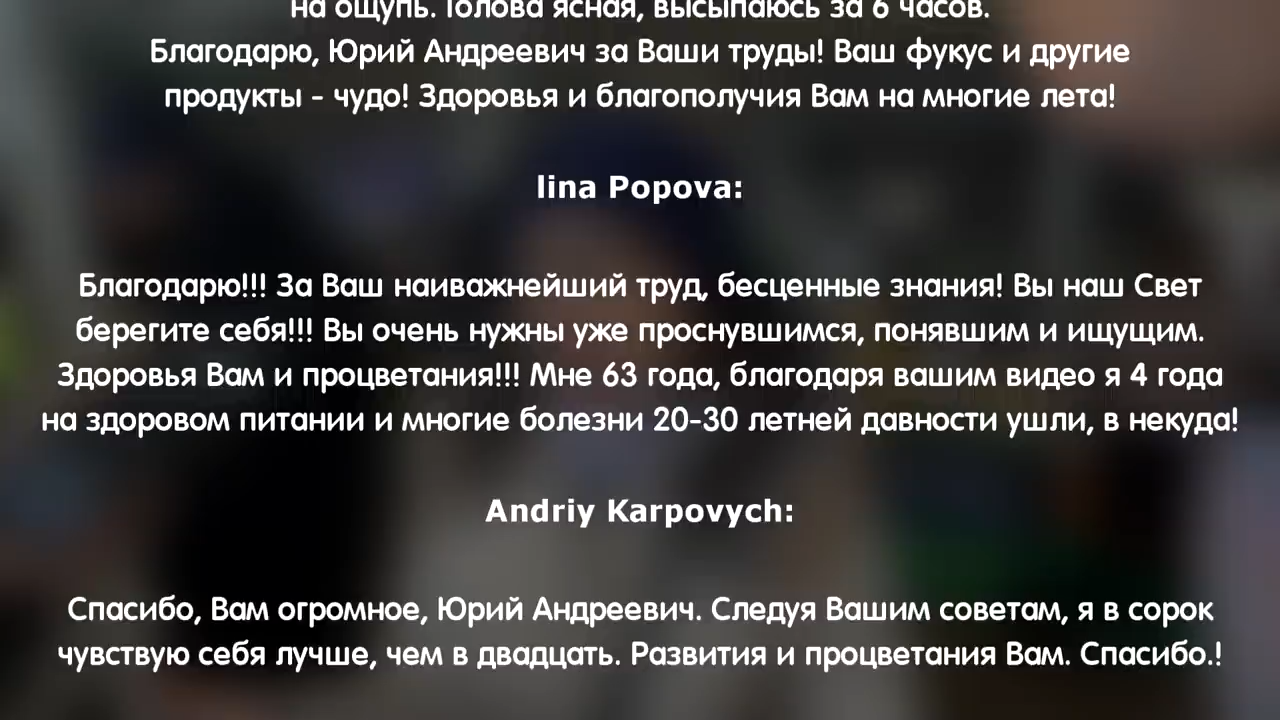 на ощупь. Голова ясная, высыпаюсь за 6 часов.
Благодарю, Юрий Андреевич за Ваши труды! Ваш фукус и другие
продукты - чудо! Здоровья и благополучия Вам на многие лета!
lina Popova:
Благодарю!!! За Ваш наиважнейший труд, бесценные знания! Вы наш Свет
берегите себя!!! Вы очень нужны уже проснувшимся, понявшим и ищущим.
Здоровья Вам и процветания!!! Мне 63 года, благодаря вашим видео я 4 года
на здоровом питании и многие болезни 20-30 летней давности ушли, в некуда!
Andriy Karpovych:
Спасибо, Вам огромное, Юрий Андреевич. Следуя Вашим советам, я в сорок
чувствую себя лучше, чем в двадцать. Развития и процветания Вам. Спасибо.!